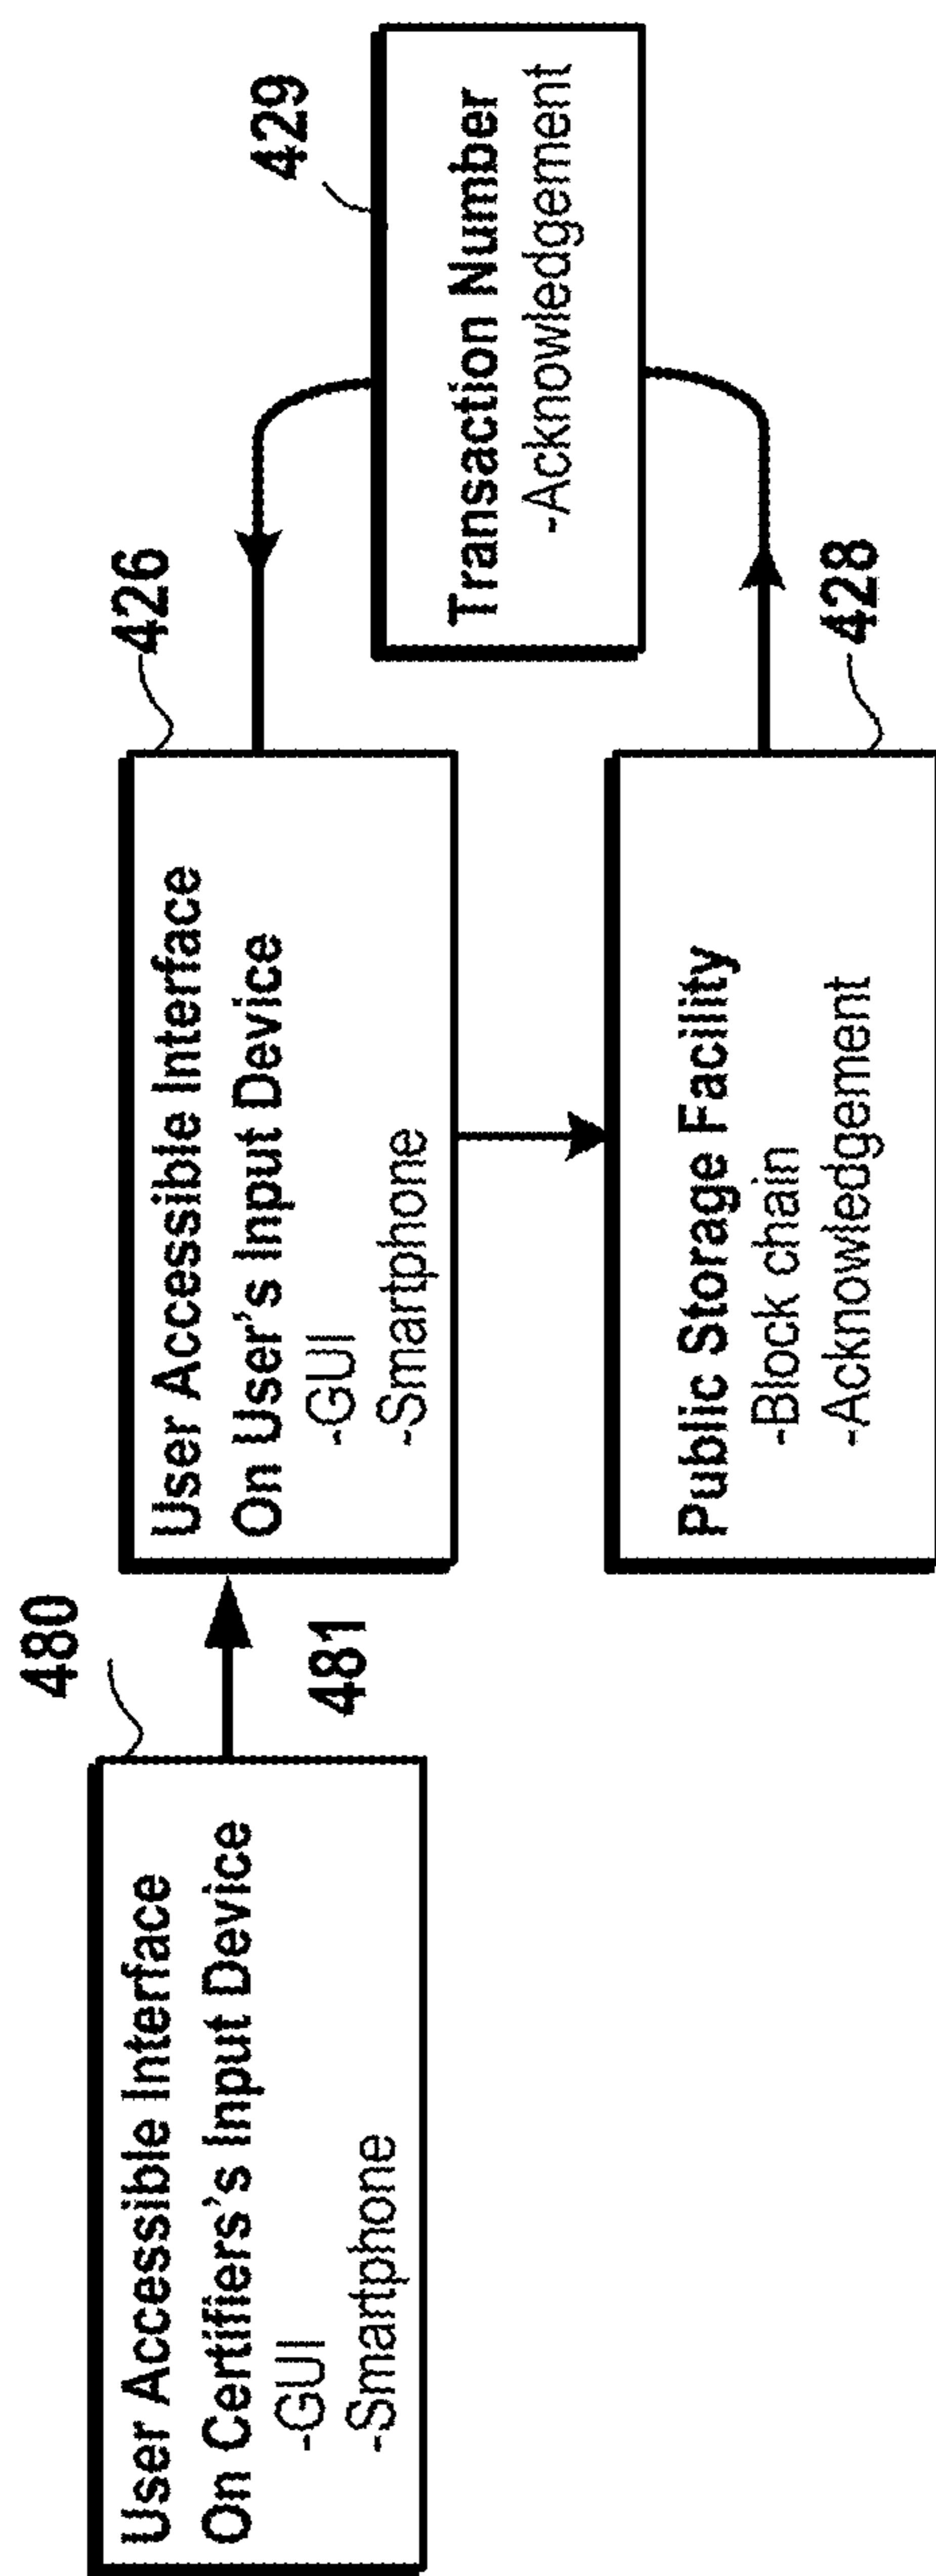 480
User Accessible Interface
On Certifiers's Input Device
-GUI
-Smartphone
481
426
User Accessible Interface
On User's Input Device
-GUI
-Smartphone
428
Public Storage Facility
-Block chain
-Acknowledgement
429
Transaction Number
-Acknowledgement